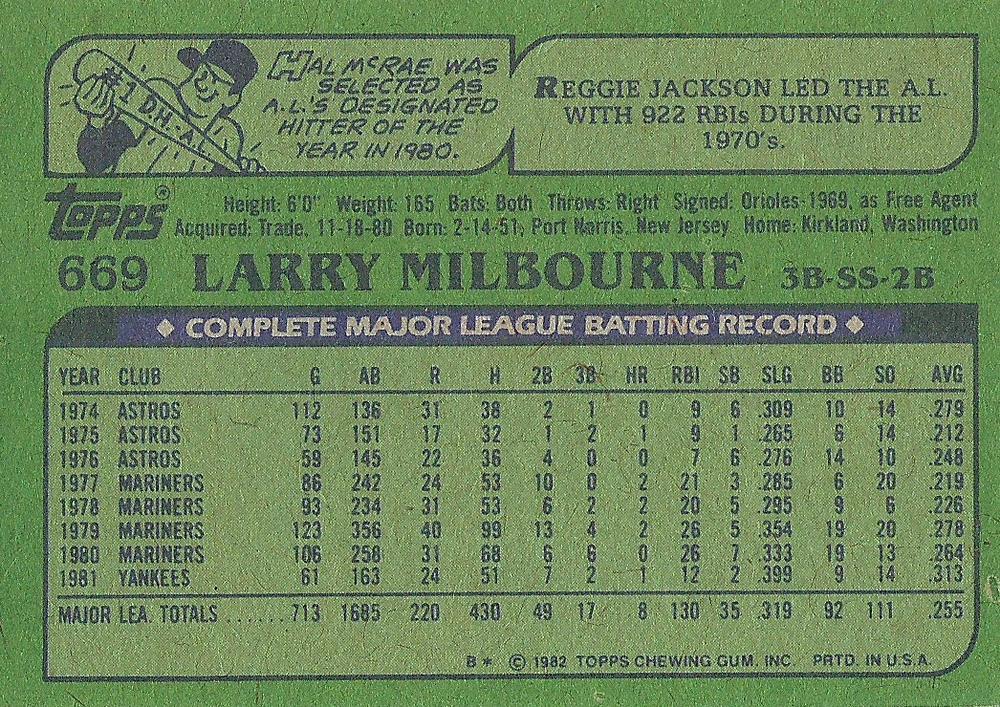 #1 D.H.-A.
HAL McRAE WAS
SELECTED AS
A.L.'S DESIGNATED
HITTER OF THE
YEAR IN 1980.
REGGIE JACKSON LED THE A.L.
WITH 922 RBIs DURING THE
1970's.
TOPPS®
Height: 6'0" Weight: 165 Bats: Both Throws: Right Signed: Orioles-1969, as Free Agent
Acquired: Trade, 11-18-80 Born: 2-14-51, Port Norris, New Jersey Home: Kirkland, Washington
669 LARRY MILBOURNE 3B-SS-2B
◆ COMPLETE MAJOR LEAGUE BATTING RECORD ◆
YEAR CLUB G AB R H 2B 3B HR RBI SB SLG BB SO AVG
1974 ASTROS 112 136 31 38 2 1 0 9 6 .309 10 14 .279
1975 ASTROS 73 151 17 32 1 2 1 9 1 .265 6 14 .212
1976 ASTROS 59 145 22 36 4 0 0 7 6 .276 14 10 .248
1977 MARINERS 86 242 24 53 10 0 2 21 3 .285 6 20 .219
1978 MARINERS 93 234 31 53 6 2 2 20 5 .295 9 6 .226
1979 MARINERS 123 356 40 99 13 4 2 26 5 .354 19 20 .278
1980 MARINERS 106 258 31 68 6 6 0 26 7 .333 19 13 .264
1981 YANKEES 61 163 24 51 7 2 1 12 2 .399 9 14 .313
MAJOR LEA. TOTALS ...... 713 1685 220 430 49 17 8 130 35 .319 92 111 .255
B* © 1982 TOPPS CHEWING GUM, INC. PRTD. IN U.S.A.